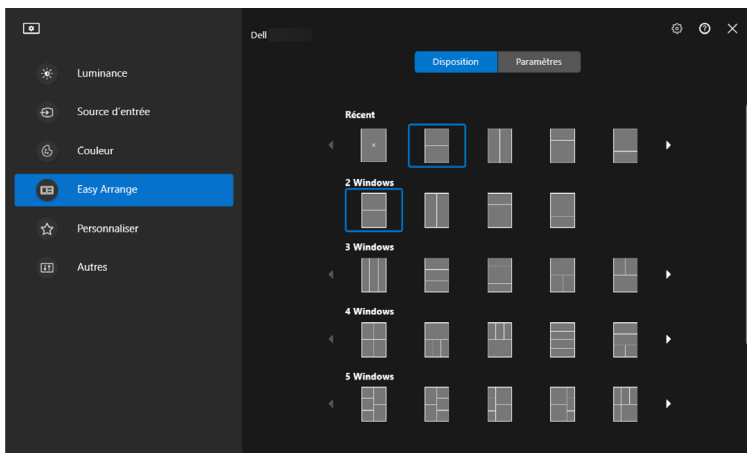 Dell
Disposition
Paramètres
Luminance
Source d'entrée
Couleur
Easy Arrange
Personnaliser
Autres
Récent
2 Windows
3 Windows
4 Windows
5 Windows